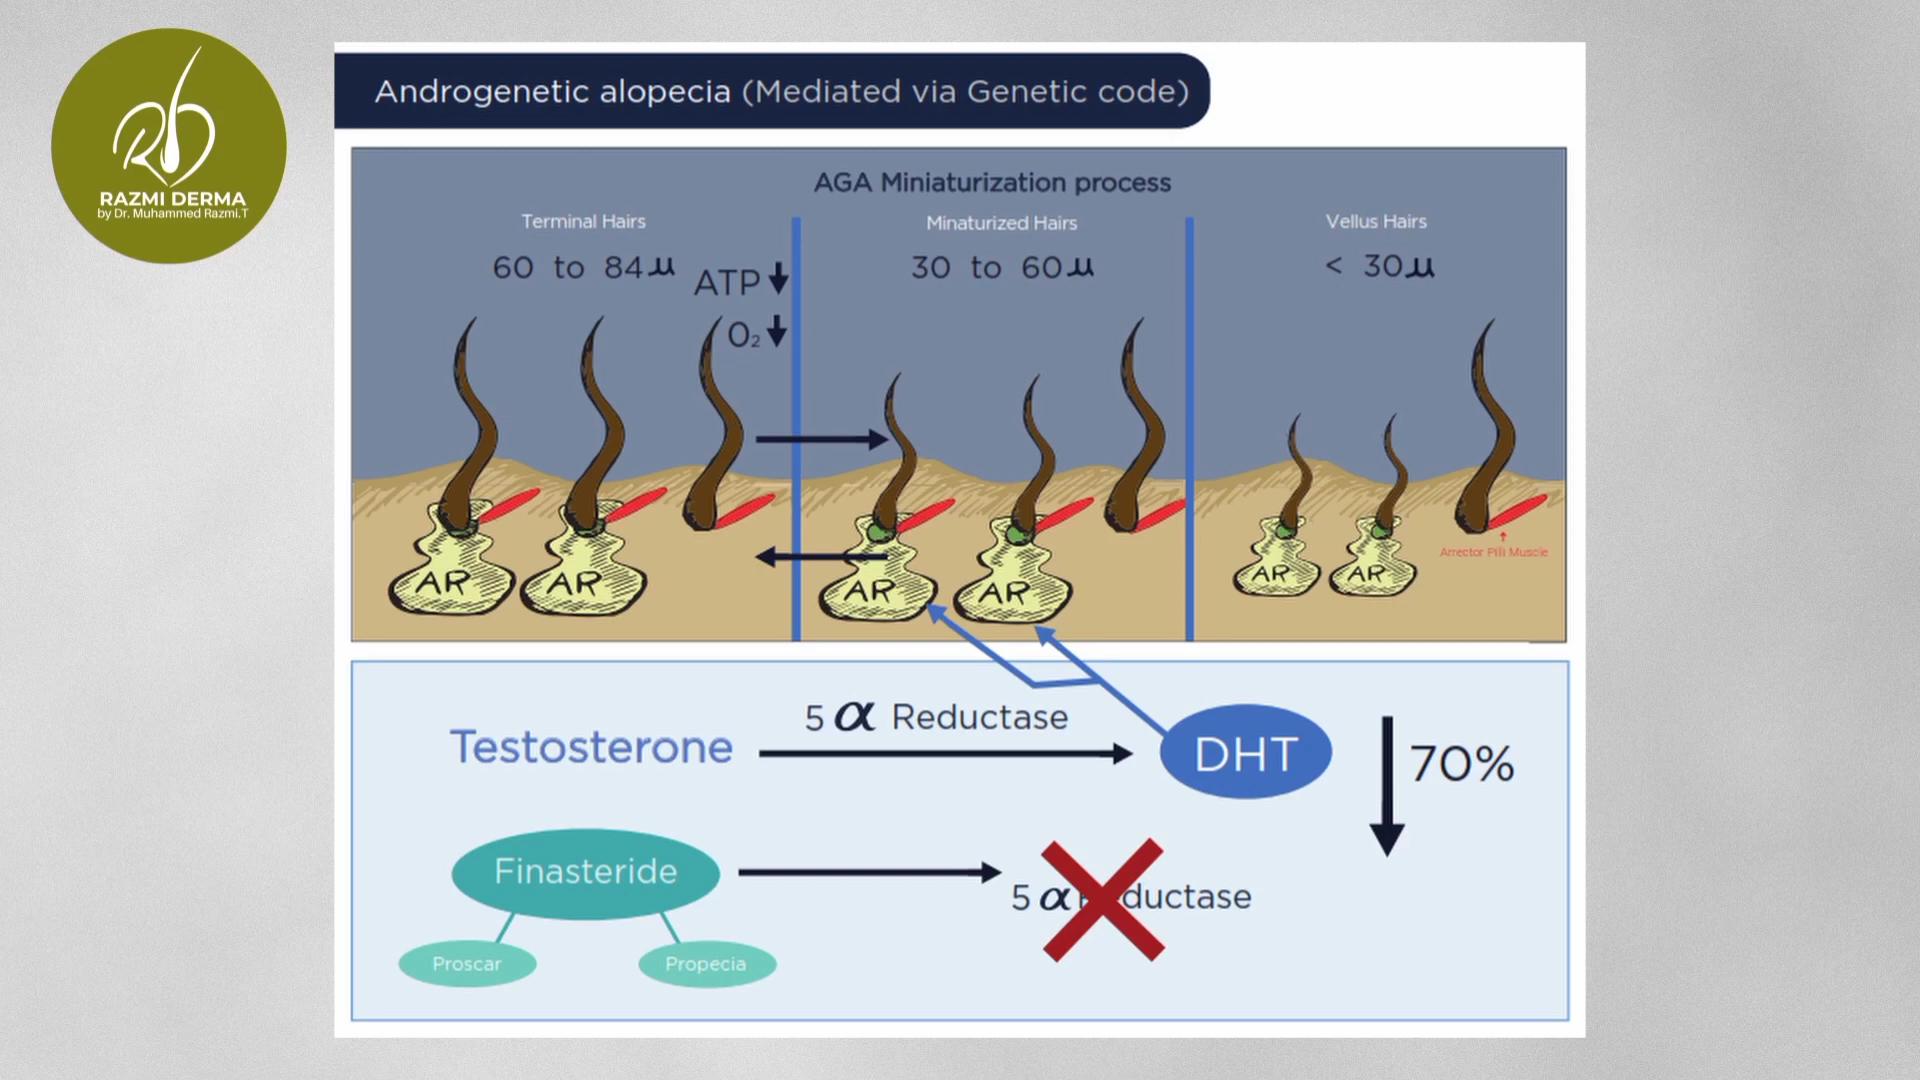 RAZMI DERMA
by Dr. Muhammed Razmi.T
Androgenetic alopecia (Mediated via Genetic code)
AGA Miniaturization process
Terminal Hairs
60 to 84 µ
ATP
O₂
Minaturized Hairs
30 to 60 µ
Vellus Hairs
< 30 µ
AR
AR
AR
AR
AR
AR
Arrector Pilli Muscle
Testosterone
5 α Reductase
DHT
70%
Finasteride
5 α ductase
Proscar
Propecia